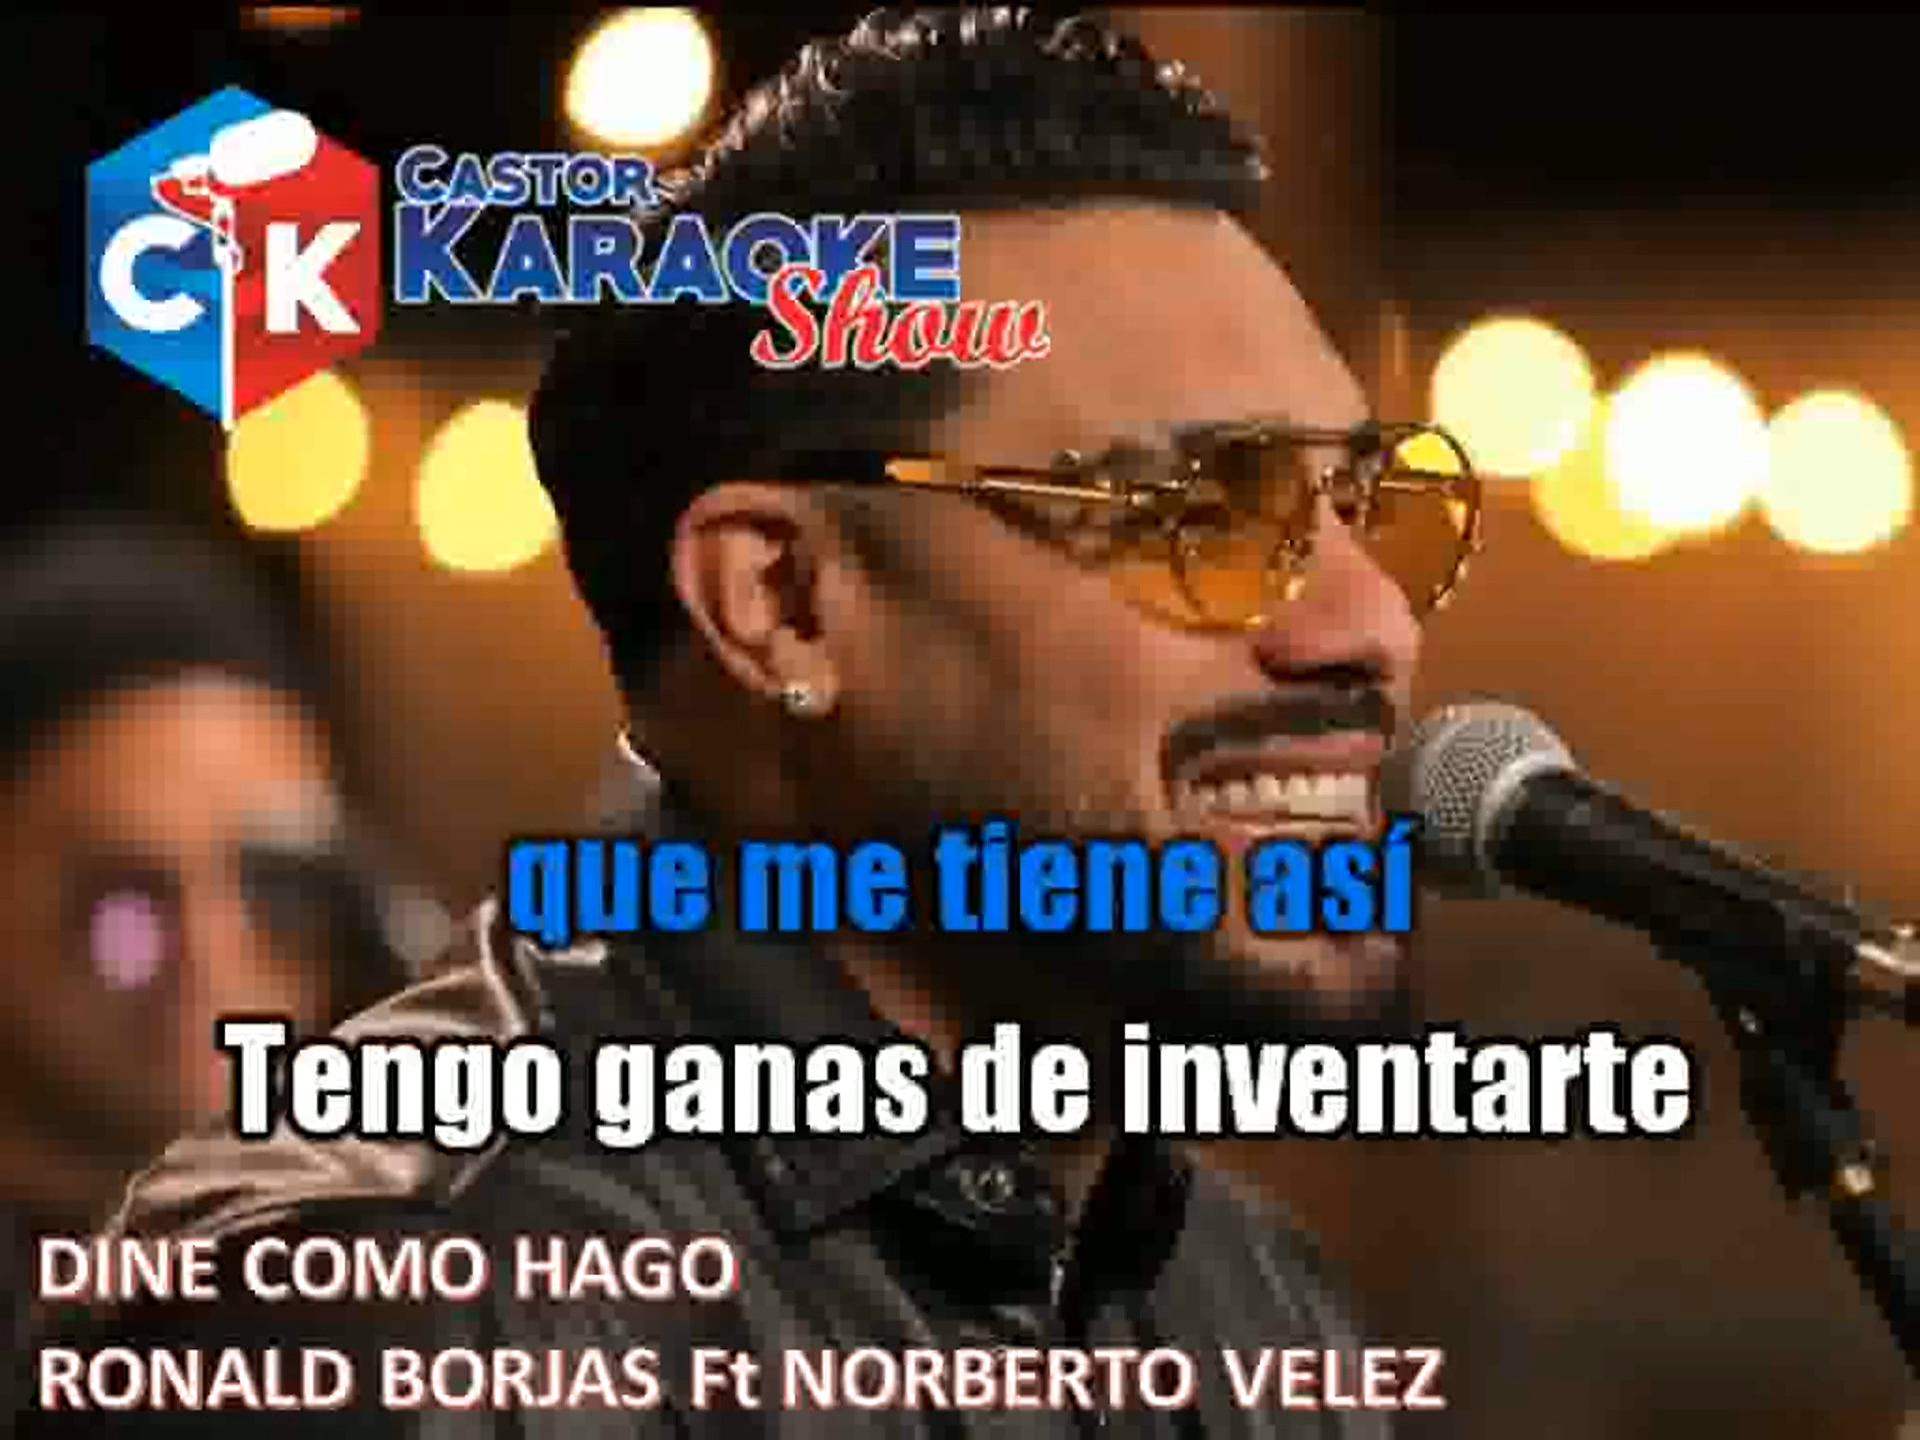 CK
CASTOR
KARAOKE
Show
que me tiene así
Tengo ganas de inventarte
DINE COMO HAGO
RONALD BORJAS Ft NORBERTO VELEZ